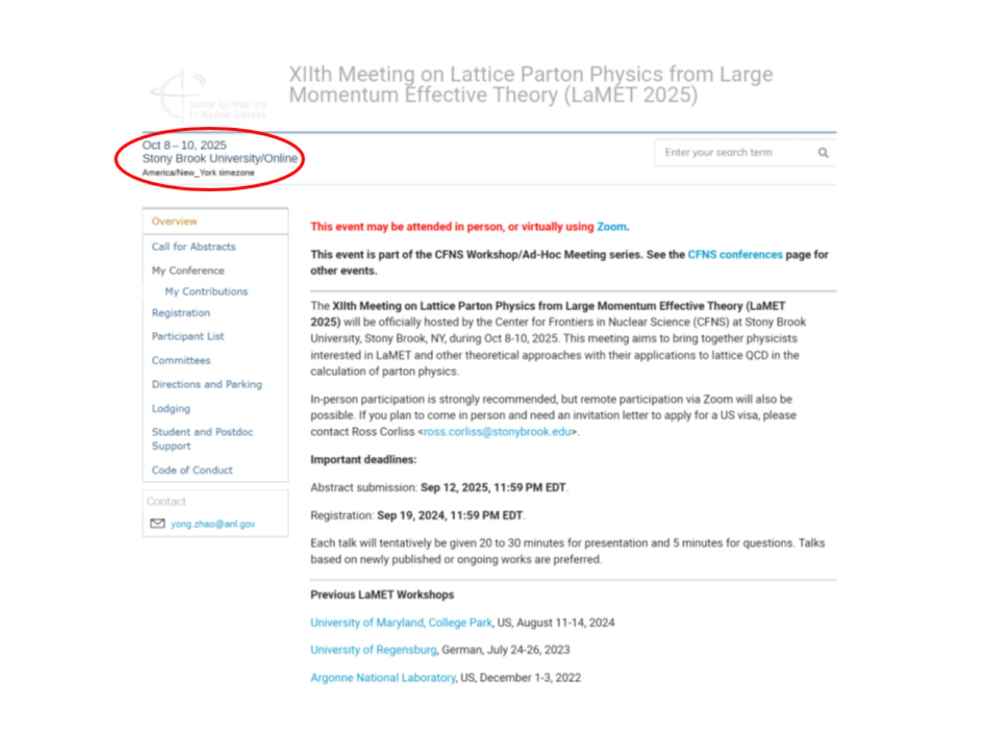 Center for Frontiers
in Nuclear Science
XIIth Meeting on Lattice Parton Physics from Large
Momentum Effective Theory (LaMET 2025)
Oct 8 – 10, 2025
Stony Brook University/Online
America/New_York timezone
Enter your search term
Overview
Call for Abstracts
My Conference
My Contributions
Registration
Participant List
Committees
Directions and Parking
Lodging
Student and Postdoc
Support
Code of Conduct
Contact
yong.zhao@anl.gov
This event may be attended in person, or virtually using Zoom.
This event is part of the CFNS Workshop/Ad-Hoc Meeting series. See the CFNS conferences page for
other events.
The XIIth Meeting on Lattice Parton Physics from Large Momentum Effective Theory (LaMET
2025) will be officially hosted by the Center for Frontiers in Nuclear Science (CFNS) at Stony Brook
University, Stony Brook, NY, during Oct 8-10, 2025. This meeting aims to bring together physicists
interested in LaMET and other theoretical approaches with their applications to lattice QCD in the
calculation of parton physics.
In-person participation is strongly recommended, but remote participation via Zoom will also be
possible. If you plan to come in person and need an invitation letter to apply for a US visa, please
contact Ross Corliss <ross.corliss@stonybrook.edu>.
Important deadlines:
Abstract submission: Sep 12, 2025, 11:59 PM EDT.
Registration: Sep 19, 2024, 11:59 PM EDT.
Each talk will tentatively be given 20 to 30 minutes for presentation and 5 minutes for questions. Talks
based on newly published or ongoing works are preferred.
Previous LaMET Workshops
University of Maryland, College Park, US, August 11-14, 2024
University of Regensburg, German, July 24-26, 2023
Argonne National Laboratory, US, December 1-3, 2022